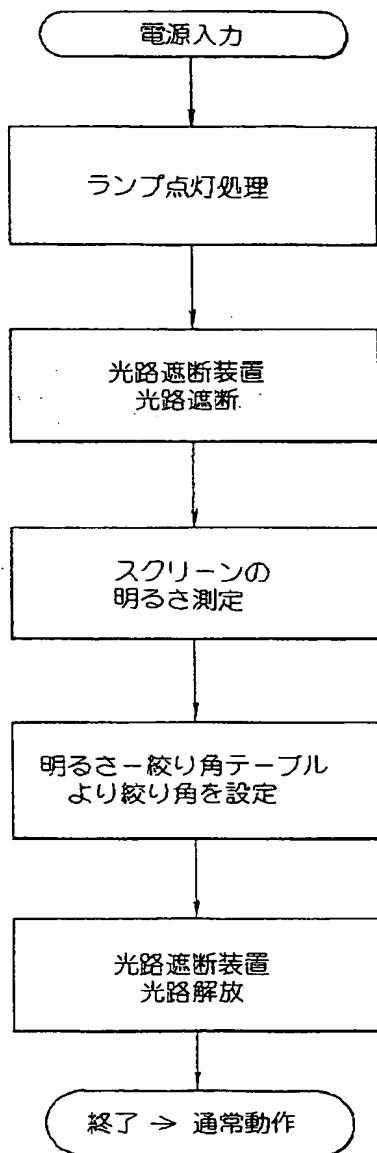 電源入力
ランプ点灯処理
光路遮断装置
光路遮断
スクリーンの
明るさ測定
明るさー絞り角テーブル
より絞り角を設定
光路遮断装置
光路解放
終了 → 通常動作